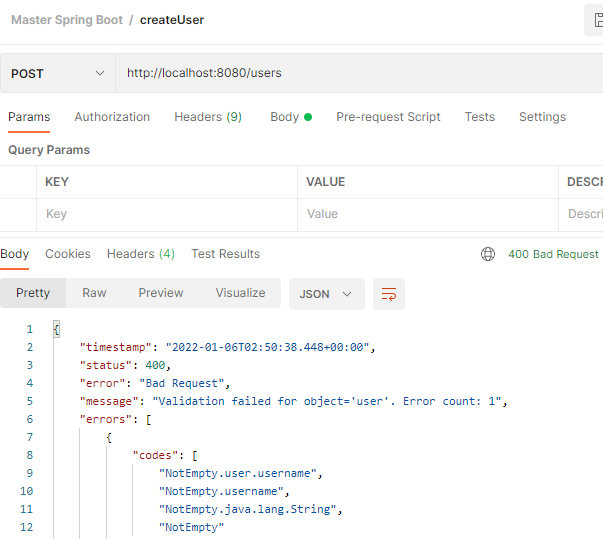 Master Spring Boot / createUser
POST http://localhost:8080/users
Params Authorization Headers (9) Body Pre-request Script Tests Settings
Query Params
KEY VALUE DESCR
Key Value Descri
Body Cookies Headers (4) Test Results 400 Bad Request
Pretty Raw Preview Visualize JSON
1 {
2 "timestamp": "2022-01-06T02:50:38.448+00:00",
3 "status": 400,
4 "error": "Bad Request",
5 "message": "Validation failed for object='user'. Error count: 1",
6 "errors": [
7 {
8 "codes": [
9 "NotEmpty.user.username",
10 "NotEmpty.username",
11 "NotEmpty.java.lang.String",
12 "NotEmpty"